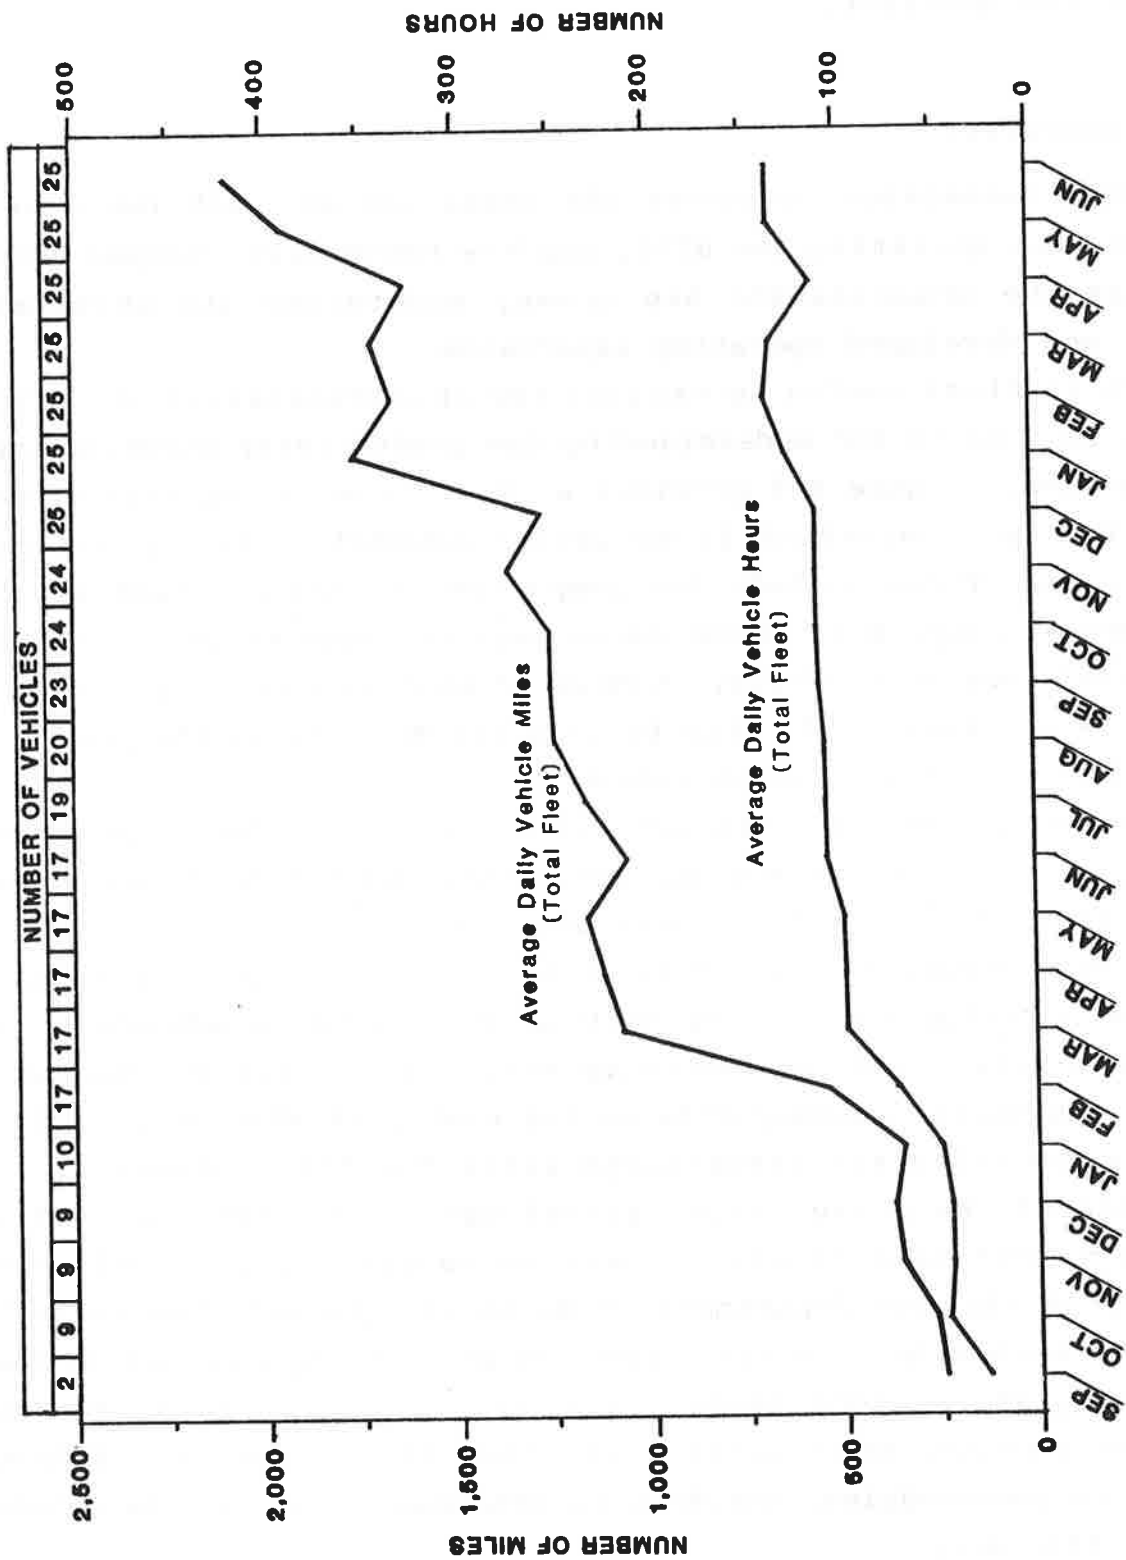 NUMBER OF VEHICLES
2 9 9 9 10 17 17 17 17 17 19 20 23 24 24 25 25 25 25 25 25 25
2,500
2,000
1,500
1,000
500
0
NUMBER OF MILES
500
400
300
200
100
0
NUMBER OF HOURS
Average Daily Vehicle Miles
(Total Fleet)
Average Daily Vehicle Hours
(Total Fleet)
SEP OCT NOV DEC JAN FEB MAR APR MAY JUN JUL AUG SEP OCT NOV DEC JAN FEB MAR APR MAY JUN